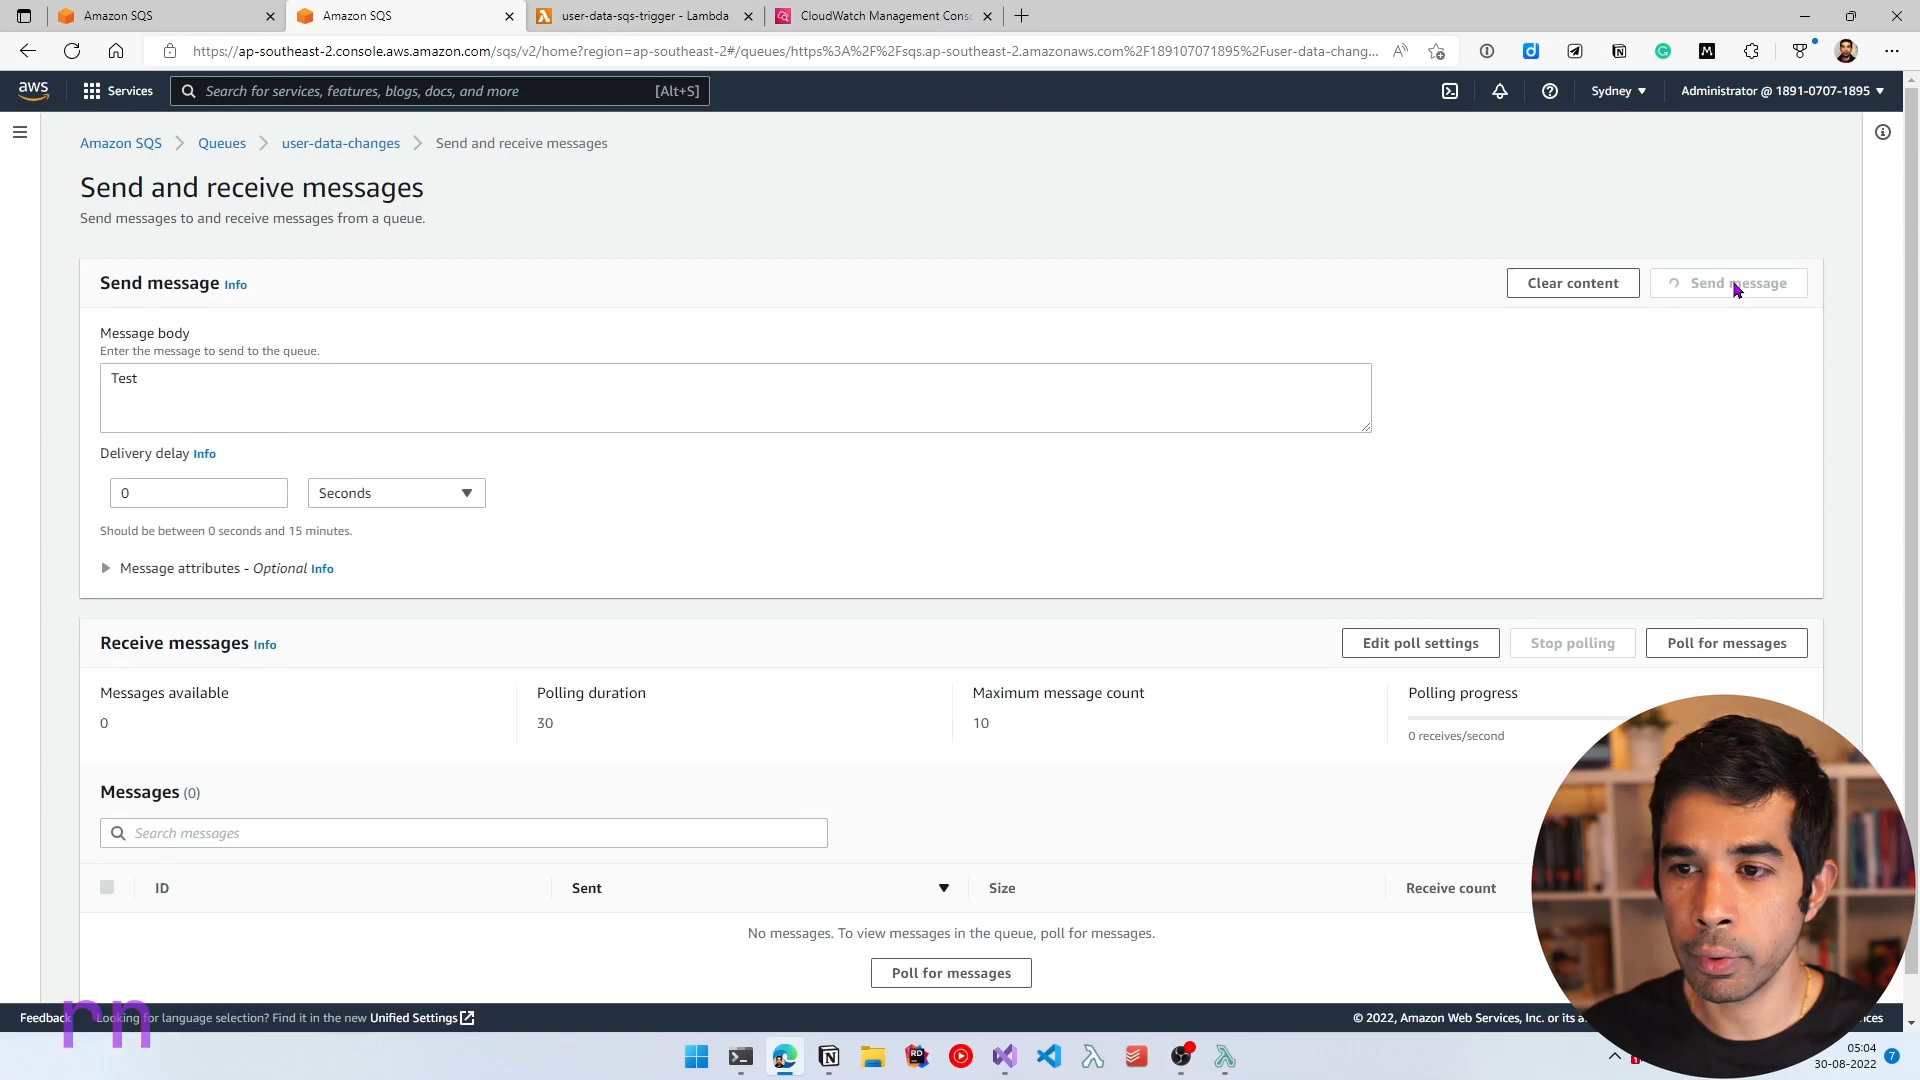 Amazon SQS
Amazon SQS
user-data-sqs-trigger - Lambda
CloudWatch Management Cons
https://ap-southeast-2.console.aws.amazon.com/sqs/v2/home?region=ap-southeast-2#/queues/https%3A%2F%2Fsqs.ap-southeast-2.amazonaws.com%2F189107071895%2Fuser-data-chang...
aws
Services
Search for services, features, blogs, docs, and more
[Alt+S]
Sydney
Administrator @ 1891-0707-1895
Amazon SQS
Queues
user-data-changes
Send and receive messages
Send and receive messages
Send messages to and receive messages from a queue.
Send message Info
Clear content
Send message
Message body
Enter the message to send to the queue.
Test
Delivery delay Info
0
Seconds
Should be between 0 seconds and 15 minutes.
Message attributes - Optional Info
Receive messages Info
Edit poll settings
Stop polling
Poll for messages
Messages available
0
Polling duration
30
Maximum message count
10
Polling progress
0 receives/second
Messages (0)
Search messages
ID
Sent
Size
Receive count
No messages. To view messages in the queue, poll for messages.
Poll for messages
Feedback
Looking for language selection? Find it in the new Unified Settings
© 2022, Amazon Web Services, Inc. or its a
ices
rn
05:04
30-08-2022
7